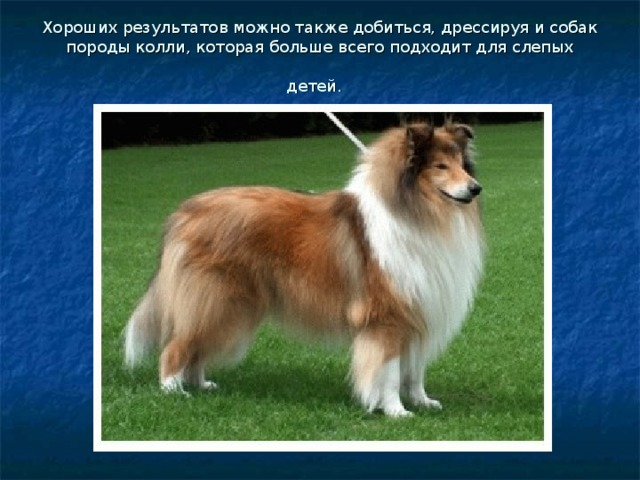 Хороших результатов можно также добиться, дрессируя и собак
породы колли, которая больше всего подходит для слепых
детей.